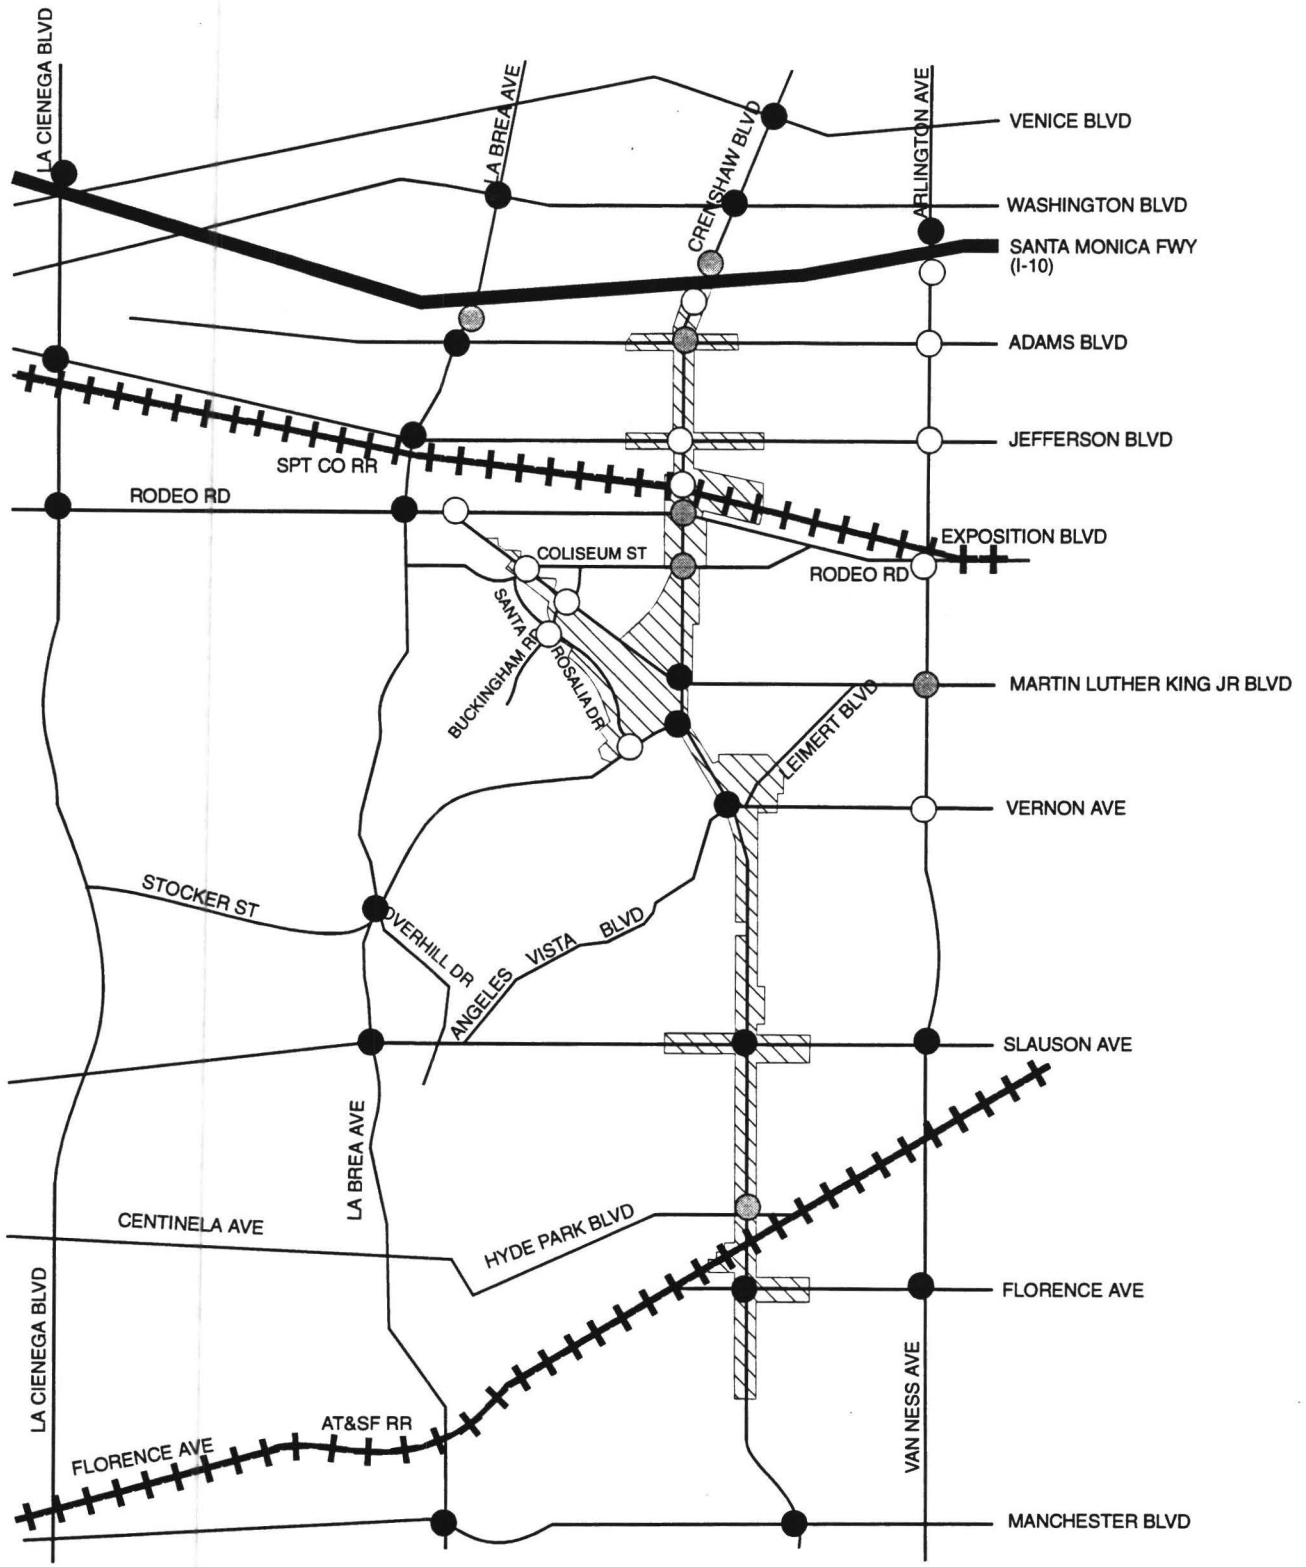 LA CIENEGA BLVD
LA BREA AVE
CRENSHAW BLVD
ARLINGTON AVE
VENICE BLVD
WASHINGTON BLVD
SANTA MONICA FWY
(I-10)
ADAMS BLVD
JEFFERSON BLVD
SPT CO RR
RODEO RD
EXPOSITION BLVD
COLISEUM ST
RODEO RD
SANTA ROSALIA DR
BUCKINGHAM RD
MARTIN LUTHER KING JR BLVD
LEIMERT BLVD
VERNON AVE
STOCKER ST
OVERHILL DR
ANGELES VISTA BLVD
SLAUSON AVE
LA BREA AVE
CENTINELA AVE
HYDE PARK BLVD
FLORENCE AVE
LA CIENEGA BLVD
VAN NESS AVE
AT&SF RR
FLORENCE AVE
MANCHESTER BLVD